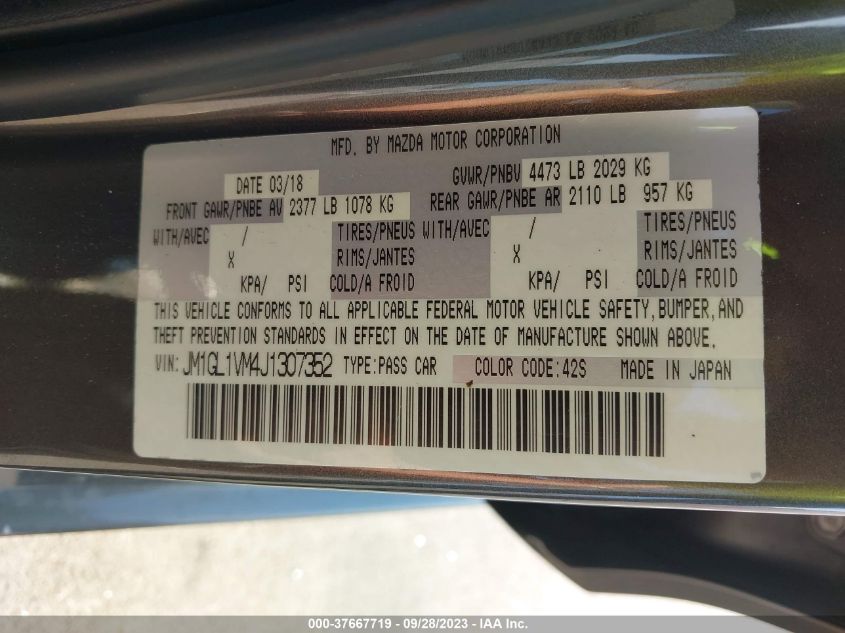 MFD. BY MAZDA MOTOR CORPORATION
DATE 03/18 GVWR/PNBV 4473 LB 2029 KG
FRONT GAWR/PNBE AV 2377 LB 1078 KG REAR GAWR/PNBE AR 2110 LB 957 KG
WITH/AVEC / TIRES/PNEUS WITH/AVEC / TIRES/PNEUS
X RIMS/JANTES X RIMS/JANTES
KPA/ PSI COLD/A FROID KPA/ PSI COLD/A FROID
THIS VEHICLE CONFORMS TO ALL APPLICABLE FEDERAL MOTOR VEHICLE SAFETY, BUMPER, AND
THEFT PREVENTION STANDARDS IN EFFECT ON THE DATE OF MANUFACTURE SHOWN ABOVE.
VIN: JM1GL1VM4J1307352 TYPE:PASS CAR COLOR CODE:42S MADE IN JAPAN
000-37667719 - 09/28/2023 - IAA Inc.